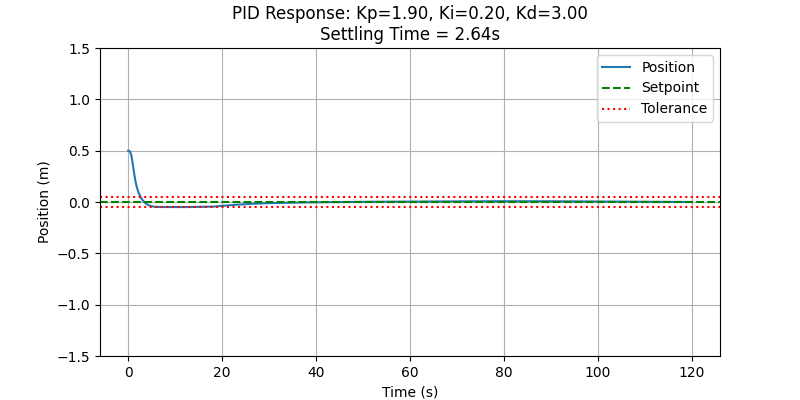 PID Response: Kp=1.90, Ki=0.20, Kd=3.00
Settling Time = 2.64s
Position
Setpoint
Tolerance
1.5
1.0
0.5
0.0
−0.5
−1.0
−1.5
Position (m)
0 20 40 60 80 100 120
Time (s)